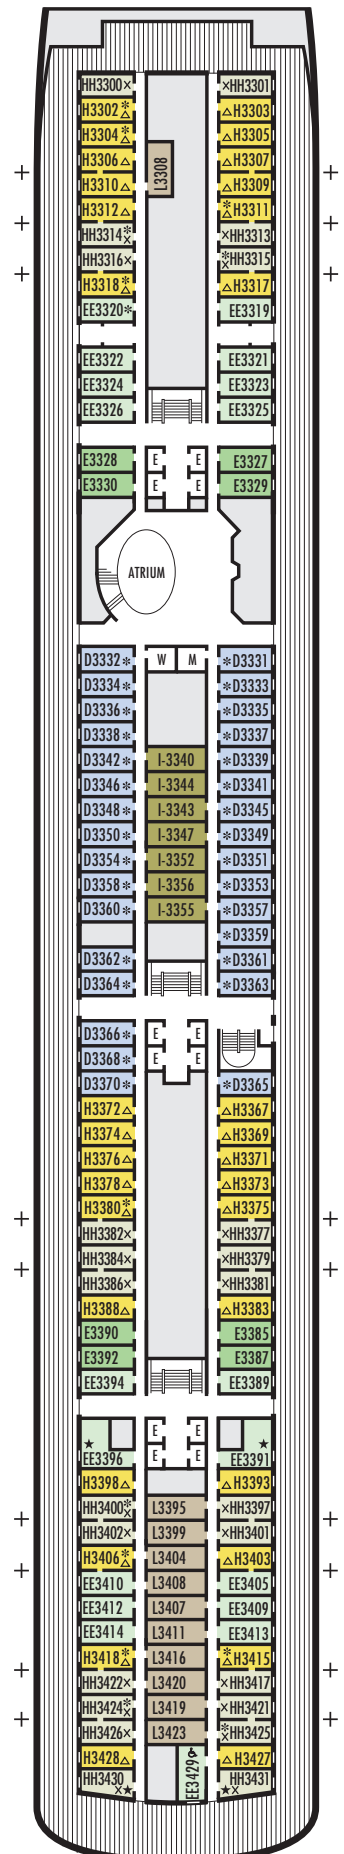 HH3300× ×HH3301
H3302*△ △H3303
H3304*△ △H3305
H3306△ L3308 △H3307
H3310△ △H3309
H3312△ *△H3311
HH3314*× ×HH3313
HH3316× *×HH3315
H3318*△ △H3317
EE3320* EE3319
EE3322 EE3321
EE3324 EE3323
EE3326 EE3325
E3328 E E E3327
E3330 E E E3329
ATRIUM
D3332* W M *D3331
D3334* *D3333
D3336* *D3335
D3338* *D3337
D3342* I-3340 *D3339
D3346* I-3344 *D3341
D3348* I-3343 *D3345
D3350* I-3347 *D3349
D3354* I-3352 *D3351
D3358* I-3356 *D3353
D3360* I-3355 *D3357
*D3359
D3362* *D3361
D3364* *D3363
D3366* E E
D3368* E E
D3370* *D3365
H3372△ △H3367
H3374△ △H3369
H3376△ △H3371
H3378△ △H3373
H3380*△ △H3375
HH3382× ×HH3377
HH3384× ×HH3379
HH3386× ×HH3381
H3388△ △H3383
E3390 E3385
E3392 E3387
EE3394 EE3389
★ E E ★
EE3396 E E EE3391
H3398△ △H3393
HH3400*× L3395 ×HH3397
HH3402× L3399 ×HH3401
H3406*△ L3404 △H3403
EE3410 L3408 EE3405
EE3412 L3407 EE3409
EE3414 L3411 EE3413
H3418*△ L3416 *△H3415
HH3422× L3420 ×HH3417
HH3424*× L3419 ×HH3421
HH3426× L3423 *×HH3425
H3428△ EE3429 △H3427
HH3430 ×★ HH3431 ★×